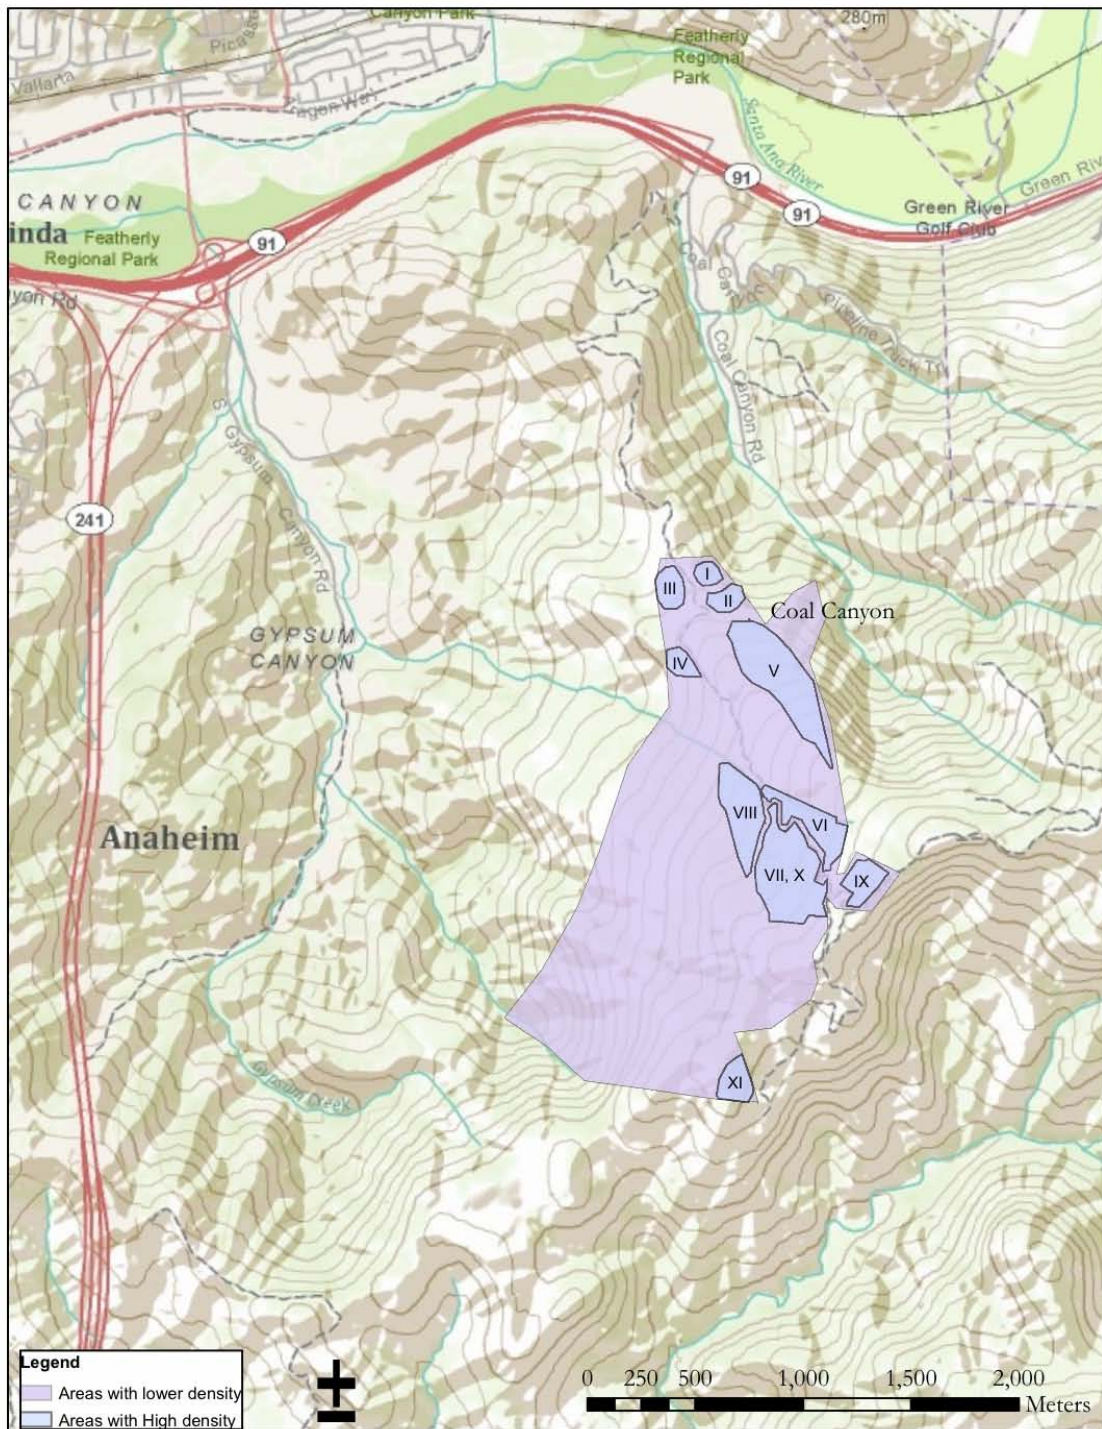 Canyon Park
280m
Picasso
Vallarta
Aragon Way
Featherly
Regional
Park
Santa Ana River
91
91
Green River
Green River
Golf Club
CANYON
inda
Featherly
Regional Park
91
yon Rd
Coal Canyon
Pipeline Track Trl
Coal Canyon Rd
S Gypsum Canyon Rd
241
I
III
II
Coal Canyon
GYPSUM
CANYON
IV
V
VIII
VI
Anaheim
VII, X
IX
Gypsum Creek
XI
Legend
Areas with lower density
Areas with High density
0 250 500 1,000 1,500 2,000
Meters